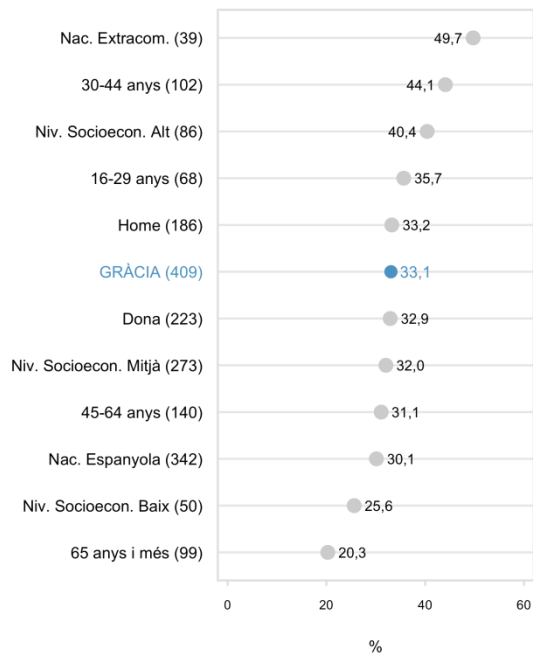 Nac. Extracom. (39) 49,7
30-44 anys (102) 44,1
Niv. Socioecon. Alt (86) 40,4
16-29 anys (68) 35,7
Home (186) 33,2
GRÀCIA (409) 33,1
Dona (223) 32,9
Niv. Socioecon. Mitjà (273) 32,0
45-64 anys (140) 31,1
Nac. Espanyola (342) 30,1
Niv. Socioecon. Baix (50) 25,6
65 anys i més (99) 20,3
0 20 40 60
%